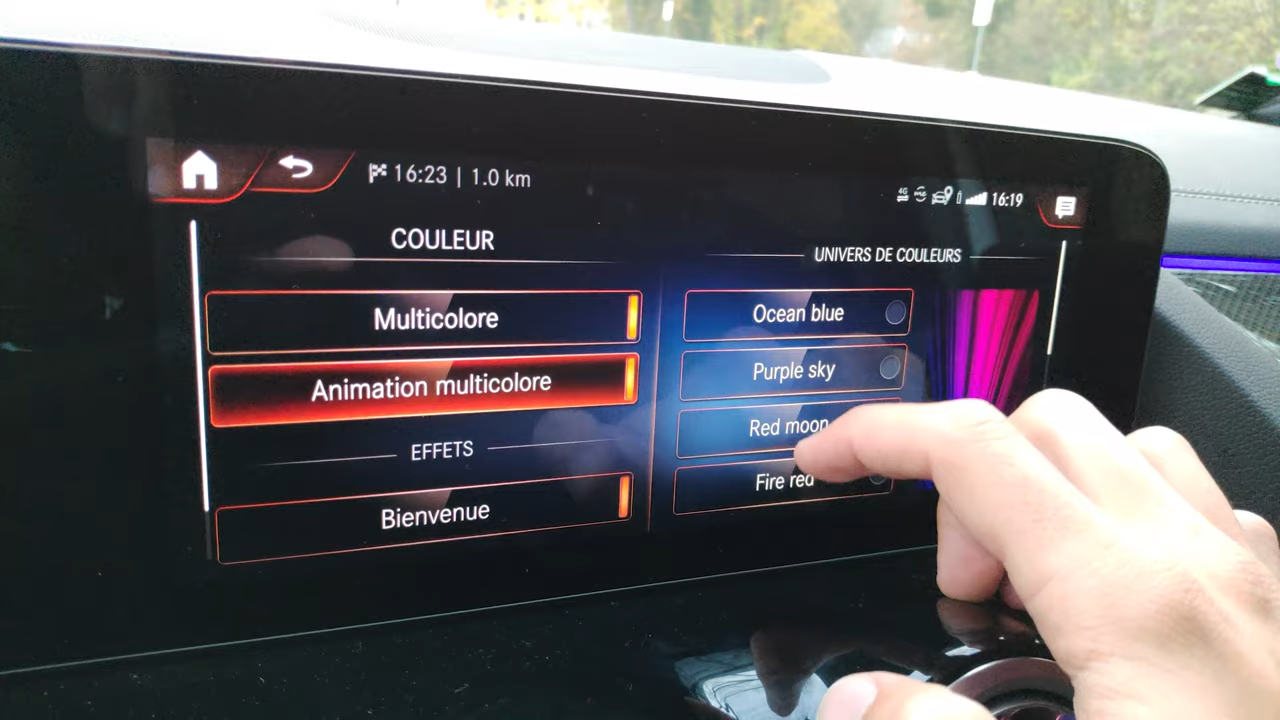 16:23 | 1.0 km
4G 16:19
COULEUR
Multicolore
Animation multicolore
EFFETS
Bienvenue
UNIVERS DE COULEURS
Ocean blue
Purple sky
Red moon
Fire red